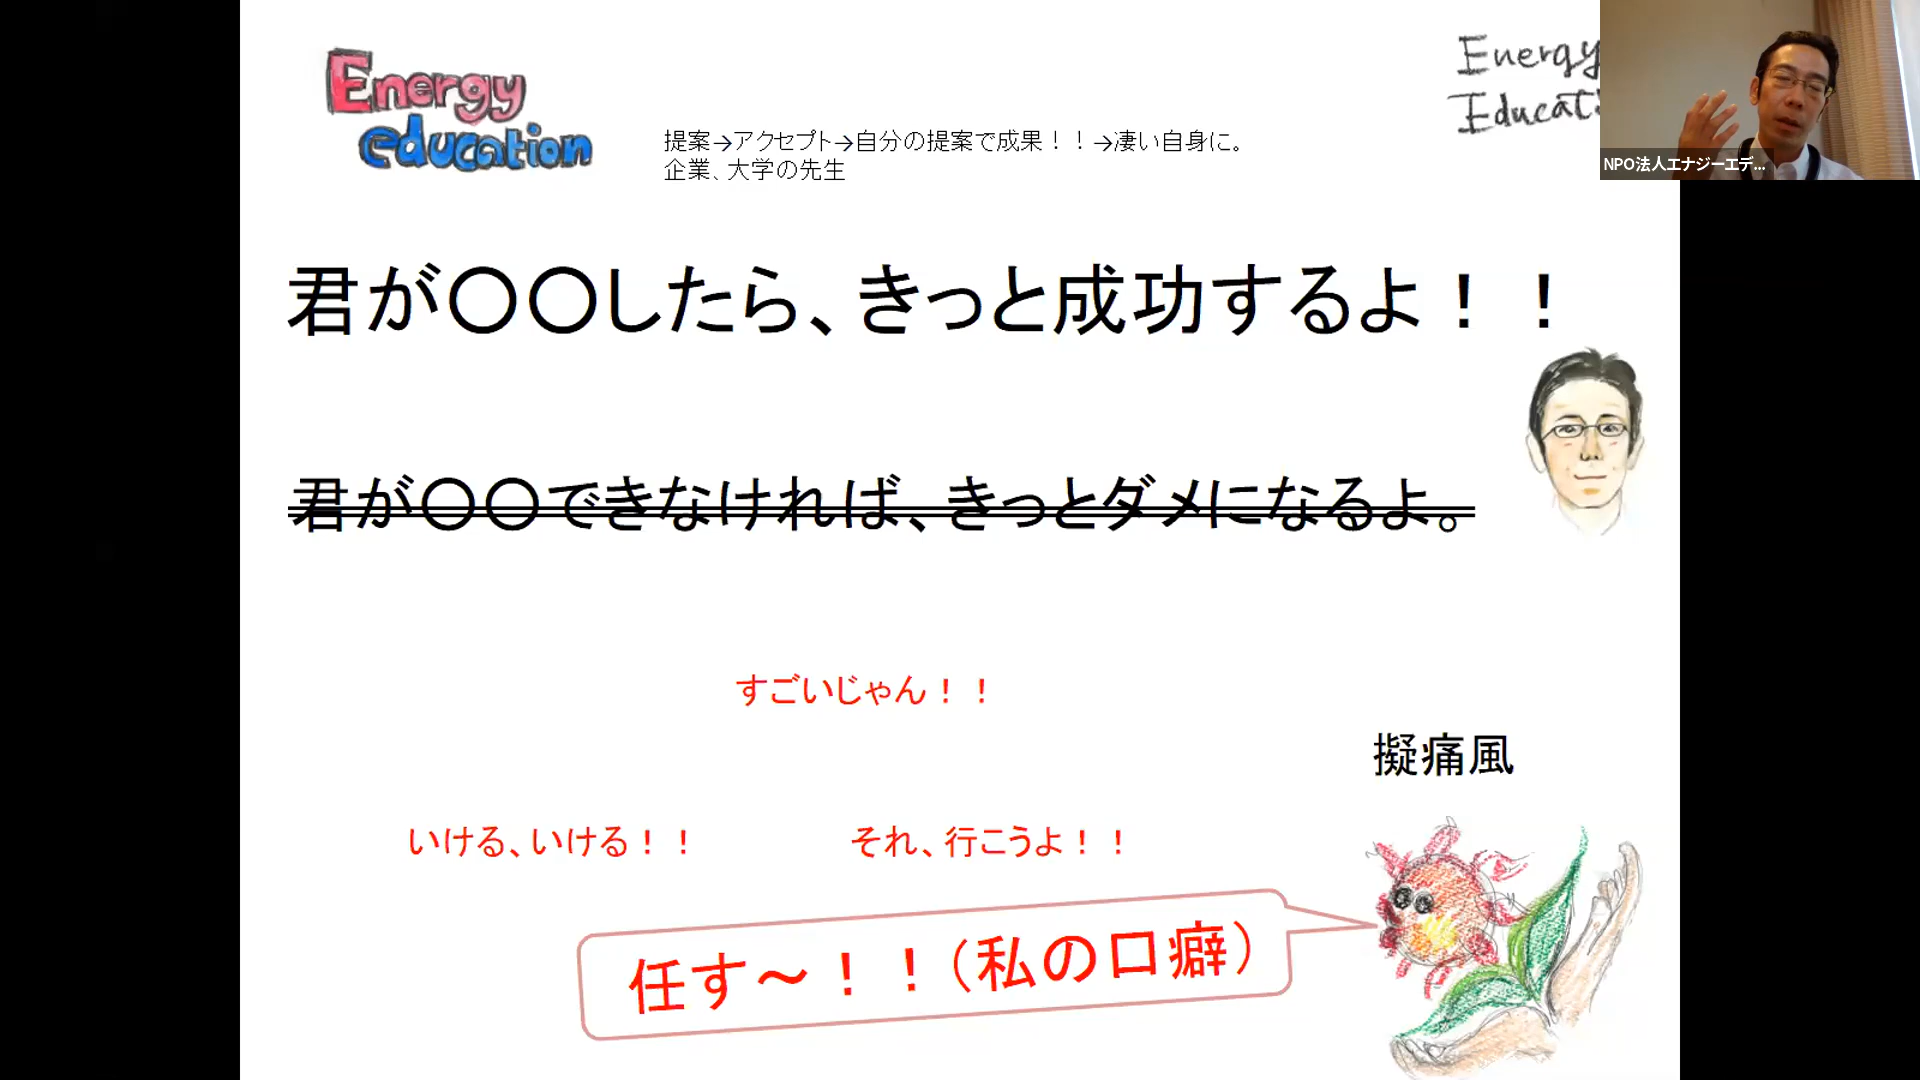 Energy
education
提案→アクセプト→自分の提案で成果！！→凄い自身に。
企業、大学の先生
Energy
Educati
NPO法人エナジーエデ...
君が〇〇したら、きっと成功するよ！！
君が〇〇できなければ、きっとダメになるよ。
すごいじゃん！！
擬痛風
いける、いける！！
それ、行こうよ！！
任す～！！（私の口癖）